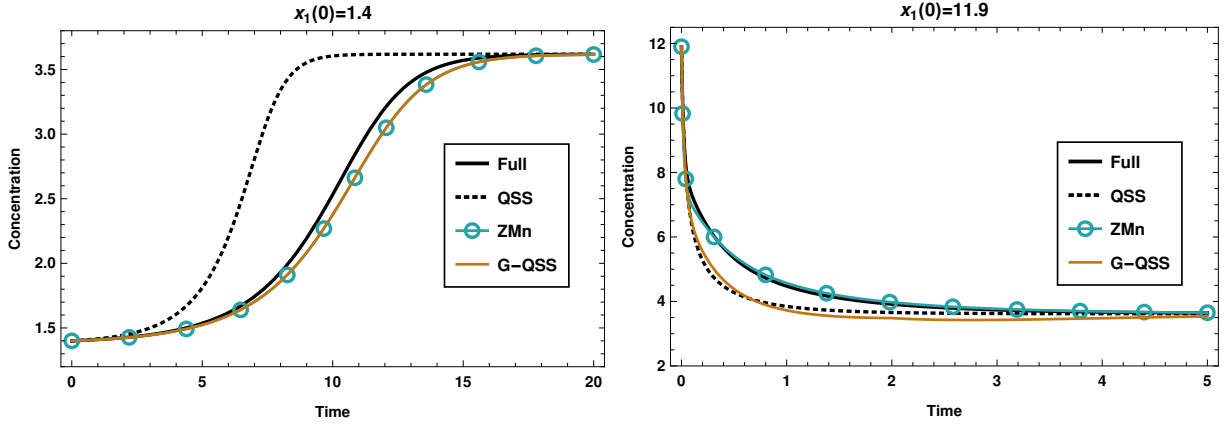 x₁(0)=1.4
Concentration
3.5
3.0
2.5
2.0
1.5
0
5
10
15
20
Time
Full
QSS
ZMn
G-QSS
x₁(0)=11.9
Concentration
12
10
8
6
4
2
0
1
2
3
4
5
Time
Full
QSS
ZMn
G-QSS